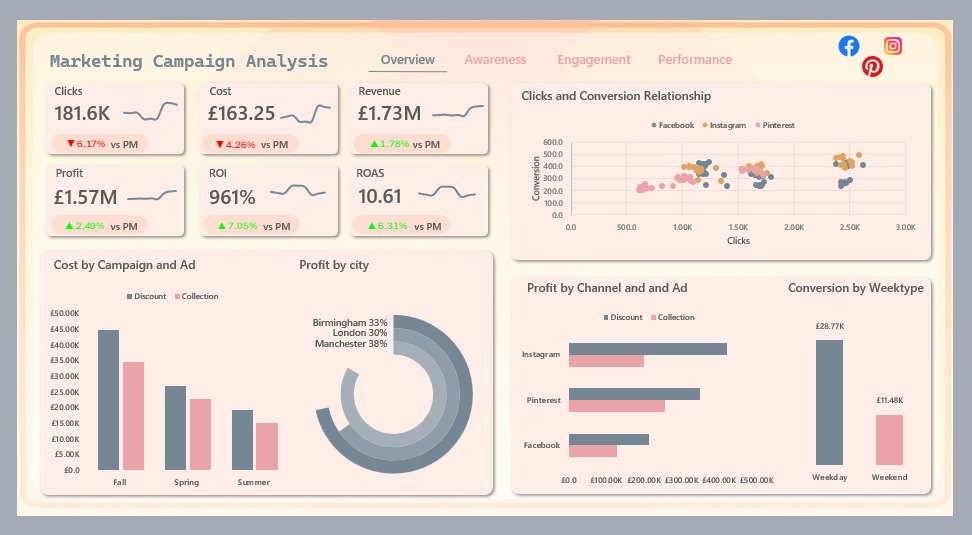 Marketing Campaign Analysis
Overview Awareness Engagement Performance
Clicks
181.6K
▼6.17% vs PM
Cost
£163.25
▼4.26% vs PM
Revenue
£1.73M
▲1.78% vs PM
Profit
£1.57M
▲2.49% vs PM
ROI
961%
▲7.05% vs PM
ROAS
10.61
▲6.31% vs PM
Clicks and Conversion Relationship
Facebook Instagram Pinterest
Conversion
600.0
500.0
400.0
300.0
200.0
100.0
0.0
0.0 500.0 1.00K 1.50K 2.00K 2.50K 3.00K
Clicks
Cost by Campaign and Ad
Discount Collection
£50.00K
£45.00K
£40.00K
£35.00K
£30.00K
£25.00K
£20.00K
£15.00K
£10.00K
£5.00K
£0.0
Fall Spring Summer
Profit by city
Birmingham 33%
London 30%
Manchester 38%
Profit by Channel and and Ad
Discount Collection
Instagram
Pinterest
Facebook
£0.0 £100.00K £200.00K £300.00K £400.00K £500.00K
Conversion by Weektype
£28.77K
£11.48K
Weekday Weekend